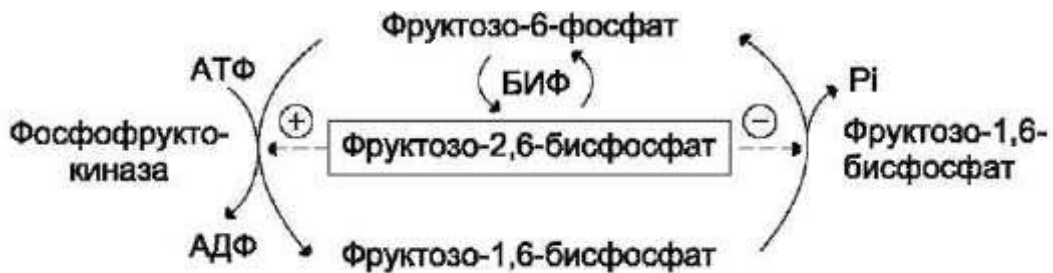 Фруктозо-6-фосфат
АТФ
БИФ
Pi
+
−
Фосфофрукто-
киназа
Фруктозо-2,6-бисфосфат
Фруктозо-1,6-
бисфосфат
АДФ
Фруктозо-1,6-бисфосфат